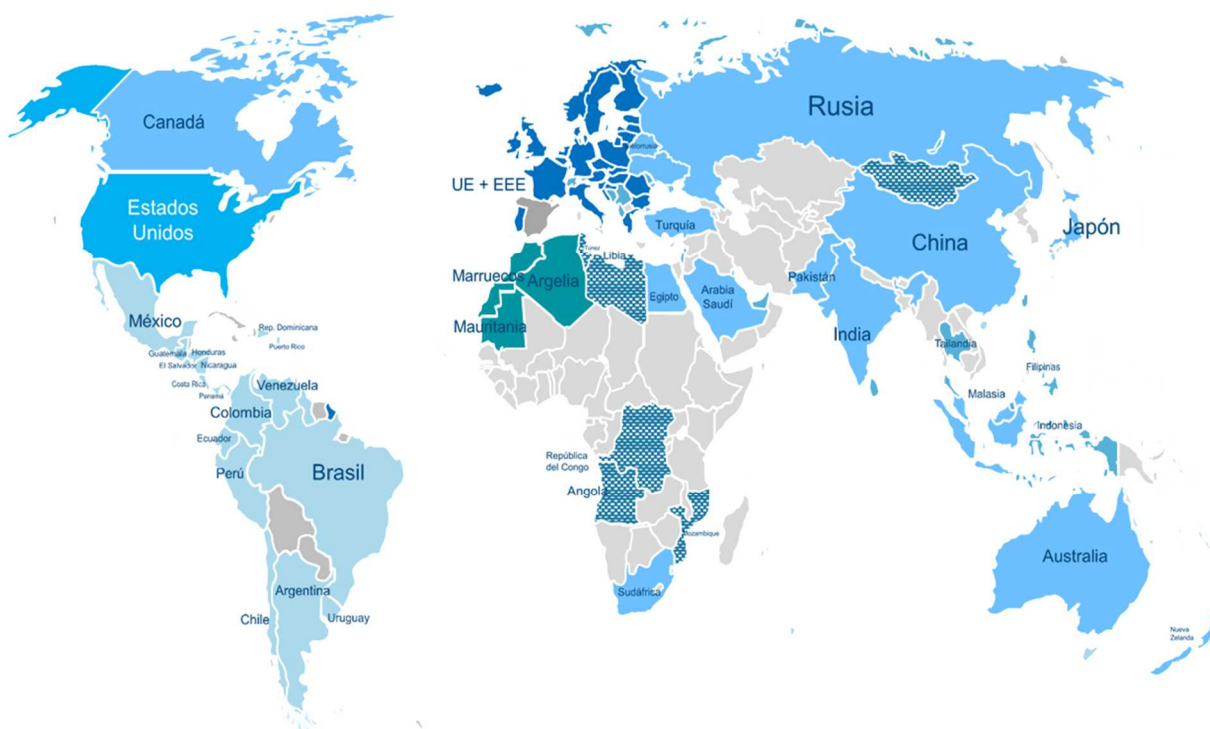 Canadá
Estados
Unidos
México
Rep. Dominicana
Puerto Rico
Guatemala
Honduras
El Salvador
Nicaragua
Costa Rica
Panamá
Venezuela
Colombia
Ecuador
Perú
Brasil
Argentina
Chile
Uruguay
UE + EEE
Rusia
Bielorrusia
Turquía
Túnez
Libia
Marruecos
Argelia
Mauritania
Egipto
Arabia
Saudí
Pakistán
India
China
Japón
Tailandia
Filipinas
Malasia
Indonesia
República
del Congo
Angola
Mozambique
Sudáfrica
Australia
Nueva
Zelanda